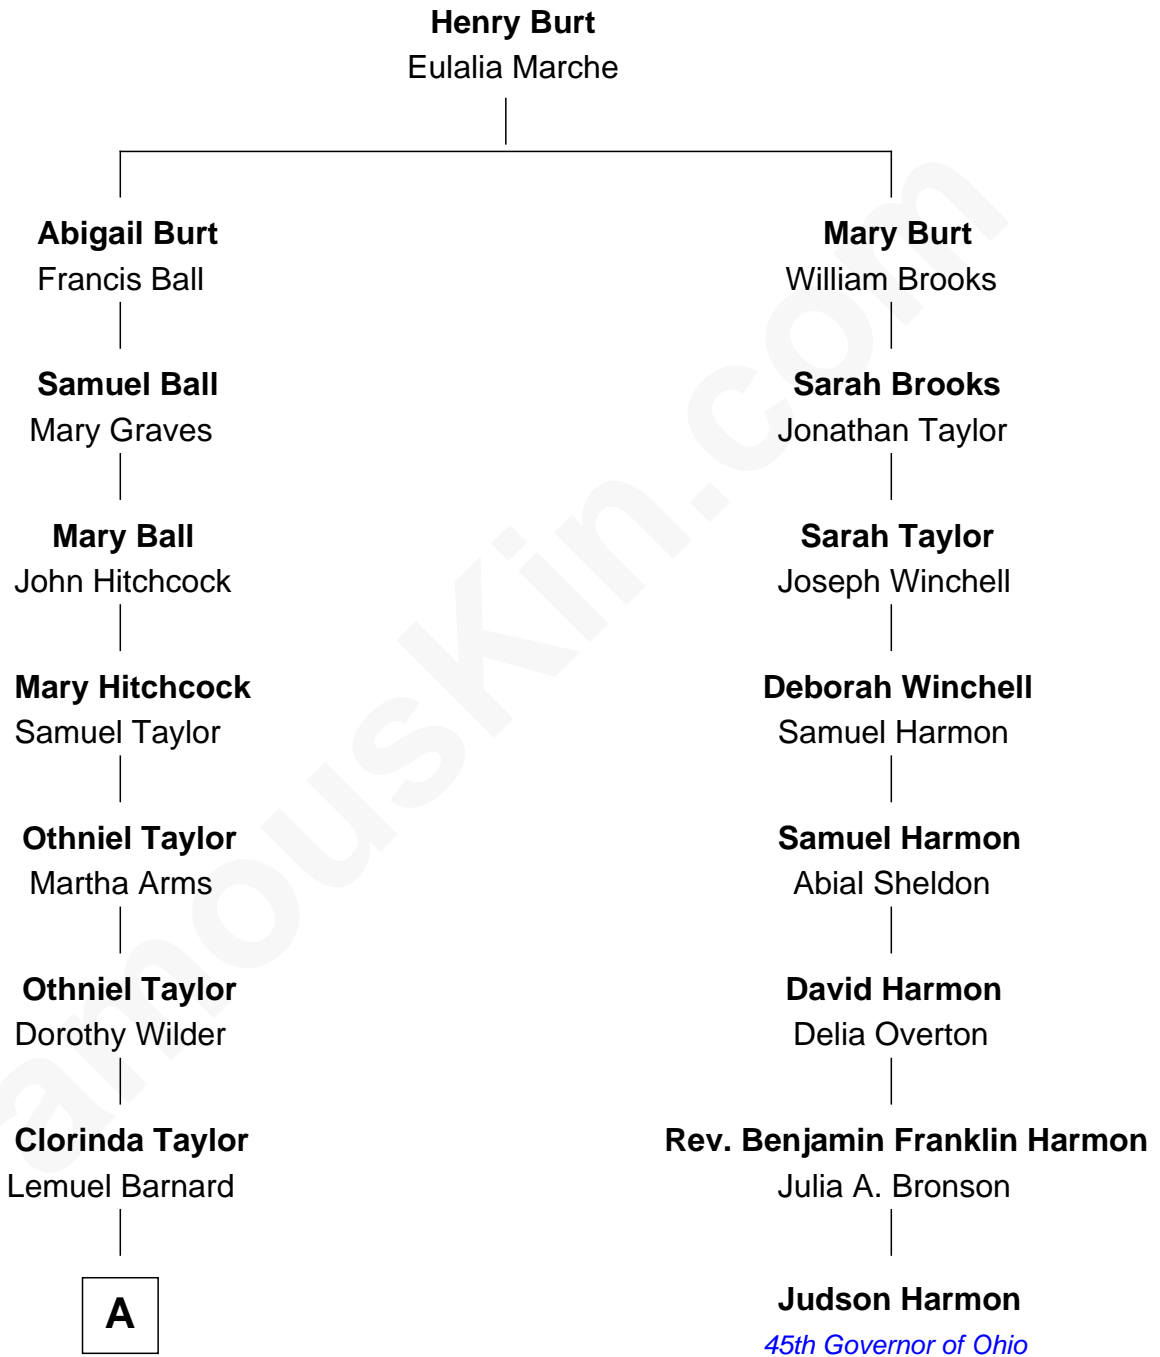 Henry Burt
Eulalia Marche
Abigail Burt
Francis Ball
Mary Burt
William Brooks
Samuel Ball
Mary Graves
Sarah Brooks
Jonathan Taylor
Mary Ball
John Hitchcock
Sarah Taylor
Joseph Winchell
Mary Hitchcock
Samuel Taylor
Deborah Winchell
Samuel Harmon
Othniel Taylor
Martha Arms
Samuel Harmon
Abial Sheldon
Othniel Taylor
Dorothy Wilder
David Harmon
Delia Overton
Clorinda Taylor
Lemuel Barnard
Rev. Benjamin Franklin Harmon
Julia A. Bronson
A
Judson Harmon
45th Governor of Ohio
amousKin.com